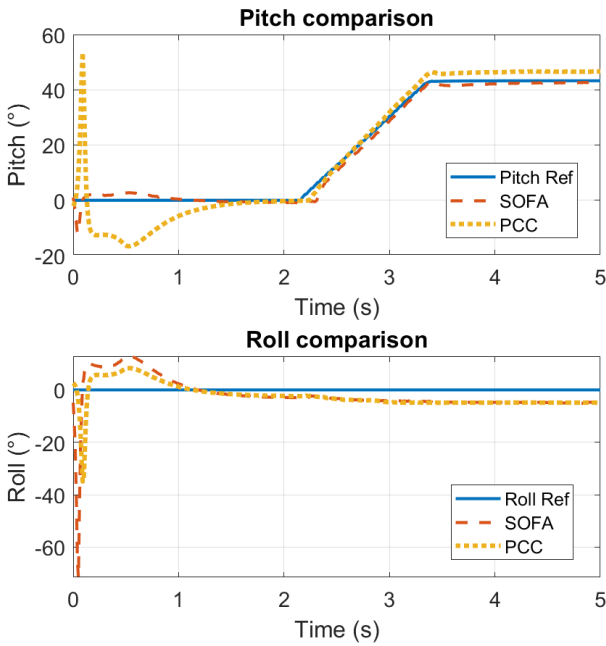 Pitch comparison
60
40
20
0
-20
Pitch (°)
Pitch Ref
SOFA
PCC
0 1 2 3 4 5
Time (s)
Roll comparison
0
-20
-40
-60
Roll (°)
Roll Ref
SOFA
PCC
0 1 2 3 4 5
Time (s)